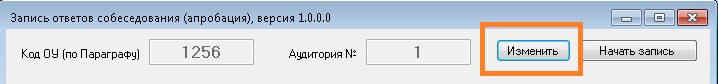 Запись ответов собеседования (апробация), версия 1.0.0.0
Код ОУ (по Параграфу) 1256 Аудитория № 1 Изменить Начать запись